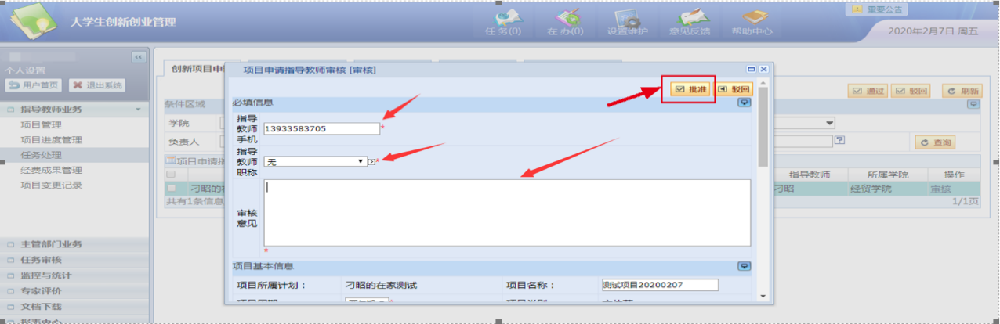 重要公告
大学生创新创业管理
任务(0) 在办(0) 设置维护 意见反馈 帮助中心
2020年2月7日 周五
个人设置
用户首页 退出系统
指导教师业务
项目管理
项目进度管理
任务处理
经费成果管理
项目变更记录
主管部门业务
任务审核
监控与统计
专家评价
文档下载
报表中心
创新项目申
通过 驳回 刷新
条件区域
学院
负责人
查询
项目申请指
指导教师 所属学院 操作
刁昭的在 刁昭 经贸学院 审核
共有1条信息 1/1页
项目申请指导教师审核 [审核]
批准 驳回
必填信息
指导
教师
手机 13933583705 *
指导
教师
职称 无 *
审核
意见
*
项目基本信息
项目所属计划： 刁昭的在家测试 项目名称： 测试项目20200207